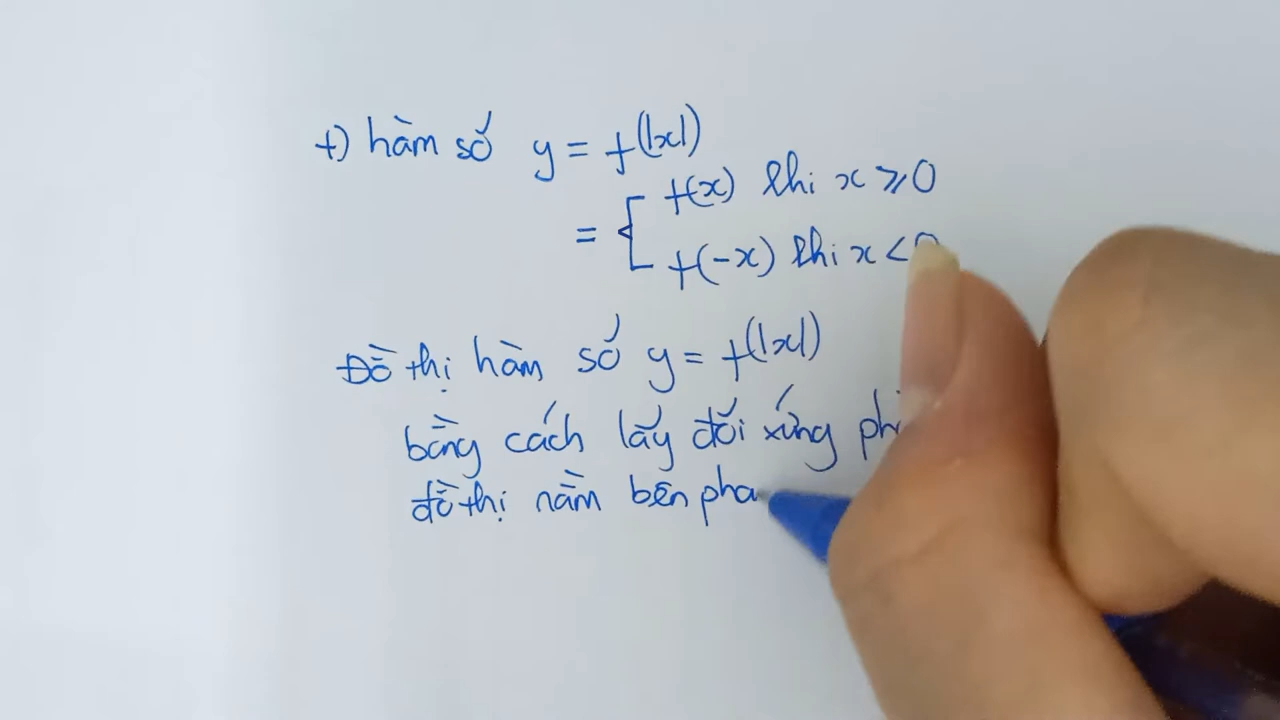 +) hàm số y = f(|x|)
= { f(x) khi x ⩾ 0
f(-x) khi x <
Đồ thị hàm số y = f(|x|)
bằng cách lấy đối xứng
đồ thị nằm bên pha